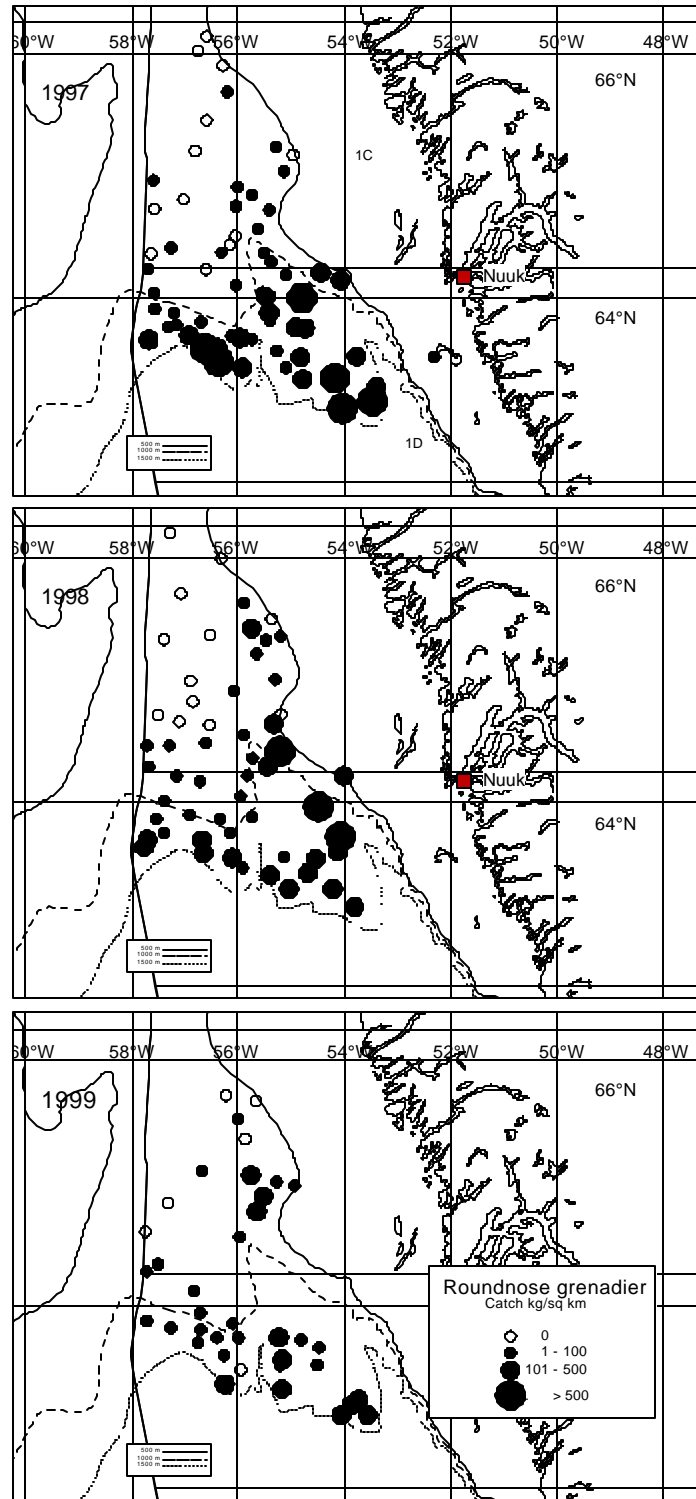 60°W 58°W 56°W 54°W 52°W 50°W 48°W
1997
66°N
1C
Nuuk
64°N
1D
500 m
1000 m
1500 m
60°W 58°W 56°W 54°W 52°W 50°W 48°W
1998
66°N
Nuuk
64°N
500 m
1000 m
1500 m
60°W 58°W 56°W 54°W 52°W 50°W 48°W
1999
66°N
Roundnose grenadier
Catch kg/sq km
0
1 - 100
101 - 500
> 500
500 m
1000 m
1500 m